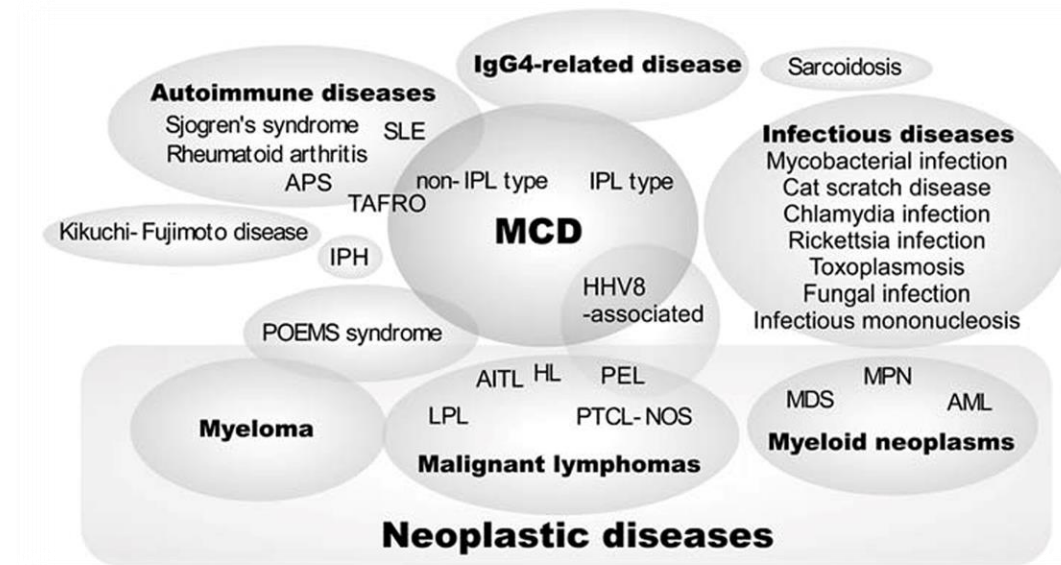 IgG4-related disease
Sarcoidosis
Autoimmune diseases
Sjogren's syndrome
SLE
Rheumatoid arthritis
APS
TAFRO
Infectious diseases
Mycobacterial infection
Cat scratch disease
Chlamydia infection
Rickettsia infection
Toxoplasmosis
Fungal infection
Infectious mononucleosis
non-IPL type
IPL type
MCD
HHV8
-associated
Kikuchi-Fujimoto disease
IPH
POEMS syndrome
Myeloma
AITL
HL
PEL
LPL
PTCL-NOS
Malignant lymphomas
MPN
MDS
AML
Myeloid neoplasms
Neoplastic diseases